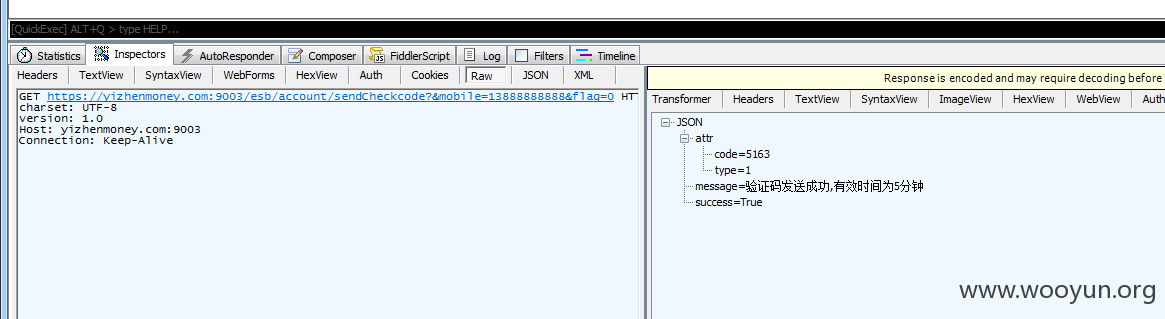 [QuickExec] ALT+Q > type HELP...
Statistics Inspectors AutoResponder Composer FiddlerScript Log Filters Timeline
Headers TextView SyntaxView WebForms HexView Auth Cookies Raw JSON XML
GET https://yizhenmoney.com:9003/esb/account/sendCheckcode?&mobile=13888888888&flag=0 HT
charset: UTF-8
version: 1.0
Host: yizhenmoney.com:9003
Connection: Keep-Alive
Response is encoded and may require decoding before
Transformer Headers TextView SyntaxView ImageView HexView WebView Auth
JSON
attr
code=5163
type=1
message=验证码发送成功,有效时间为5分钟
success=True
www.wooyun.org